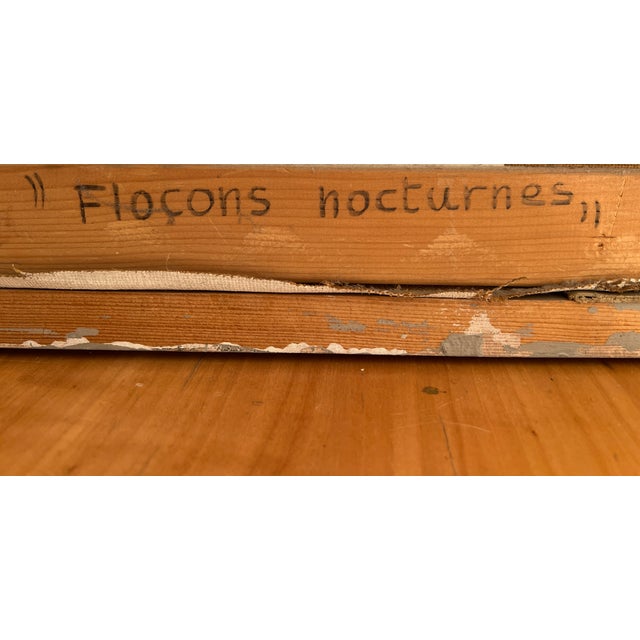 " Floçons nocturnes „